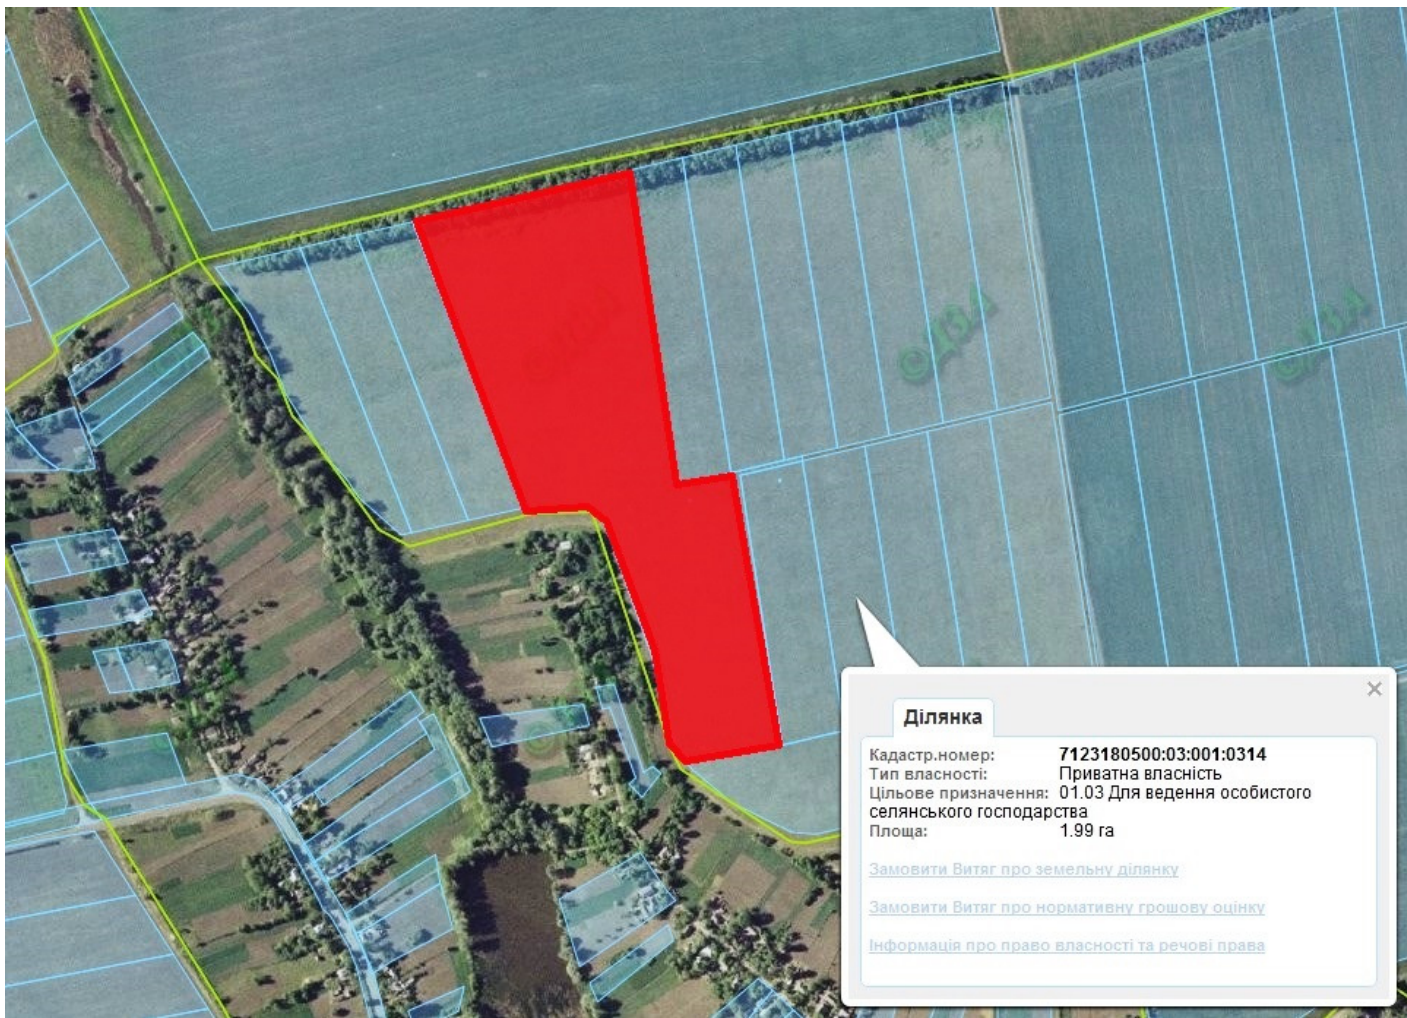 ©ДЗЛ
©ДЗЛ
Ділянка
Кадастр.номер: 7123180500:03:001:0314
Тип власності: Приватна власність
Цільове призначення: 01.03 Для ведення особистого
селянського господарства
Площа: 1.99 га
Замовити Витяг про земельну ділянку
Замовити Витяг про нормативну грошову оцінку
Інформація про право власності та речові права